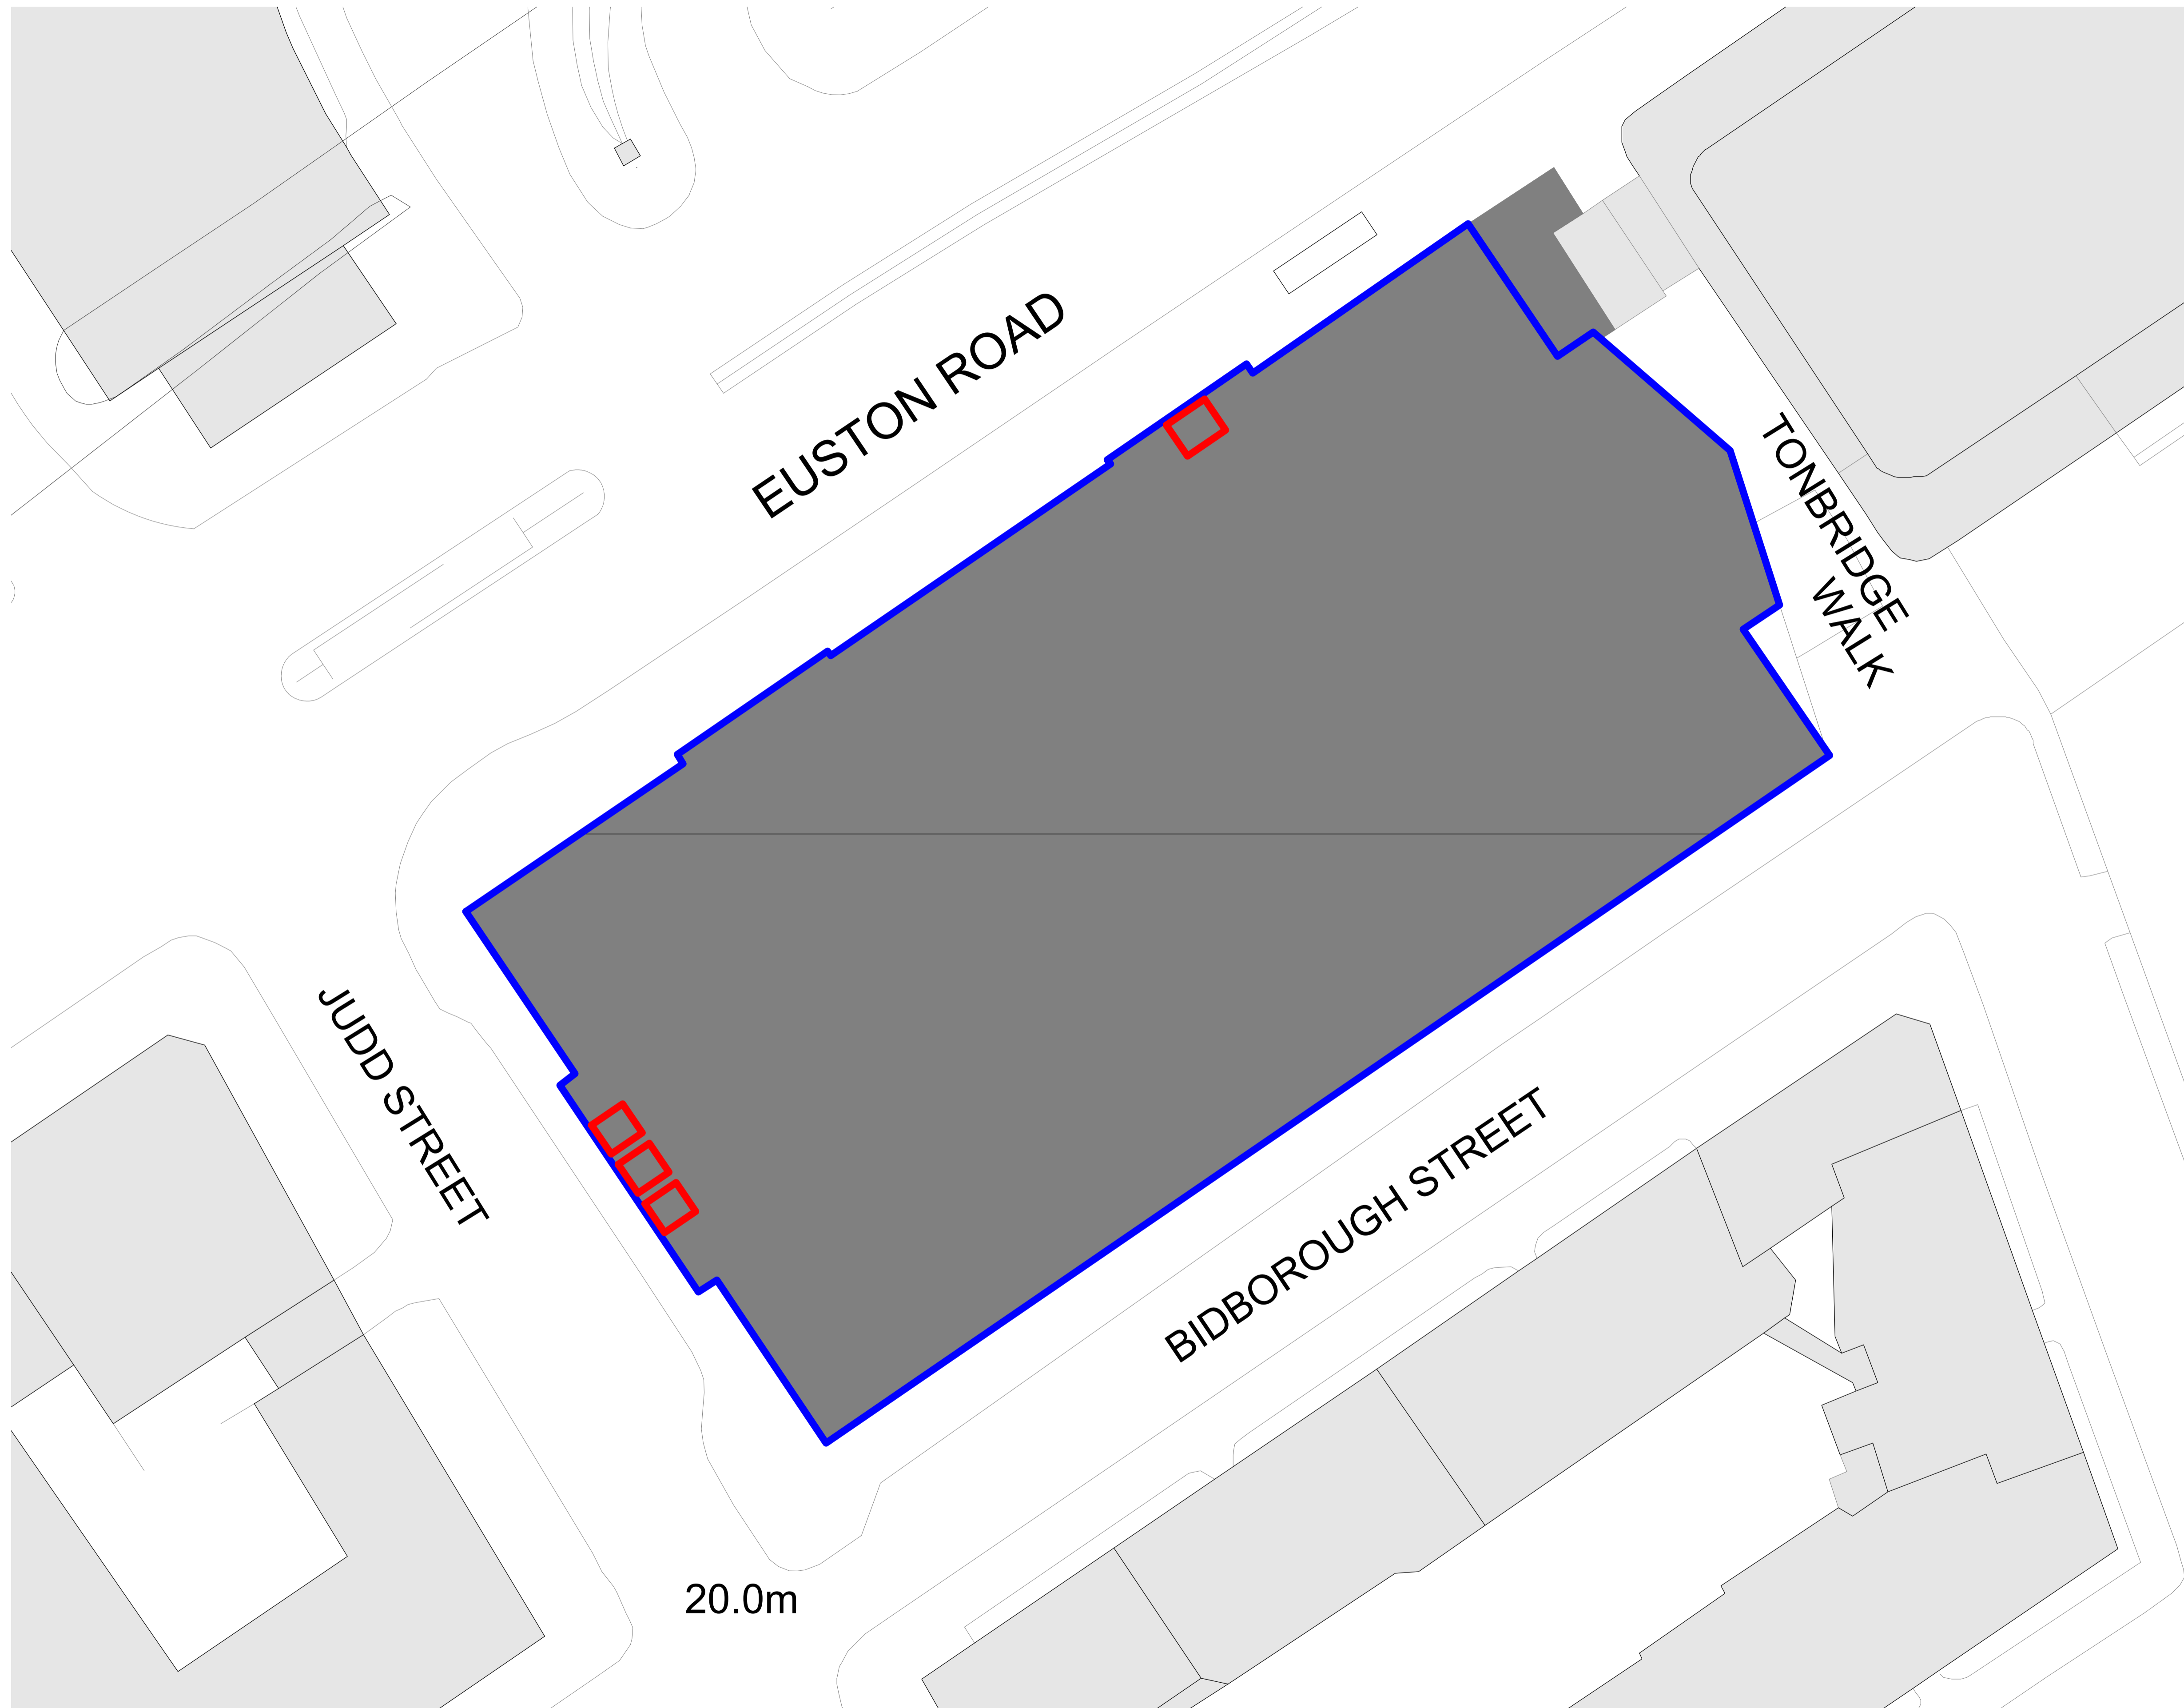 EUSTON ROAD
TONBRIDGE
WALK
JUDD STREET
BIDBOROUGH STREET
20.0m